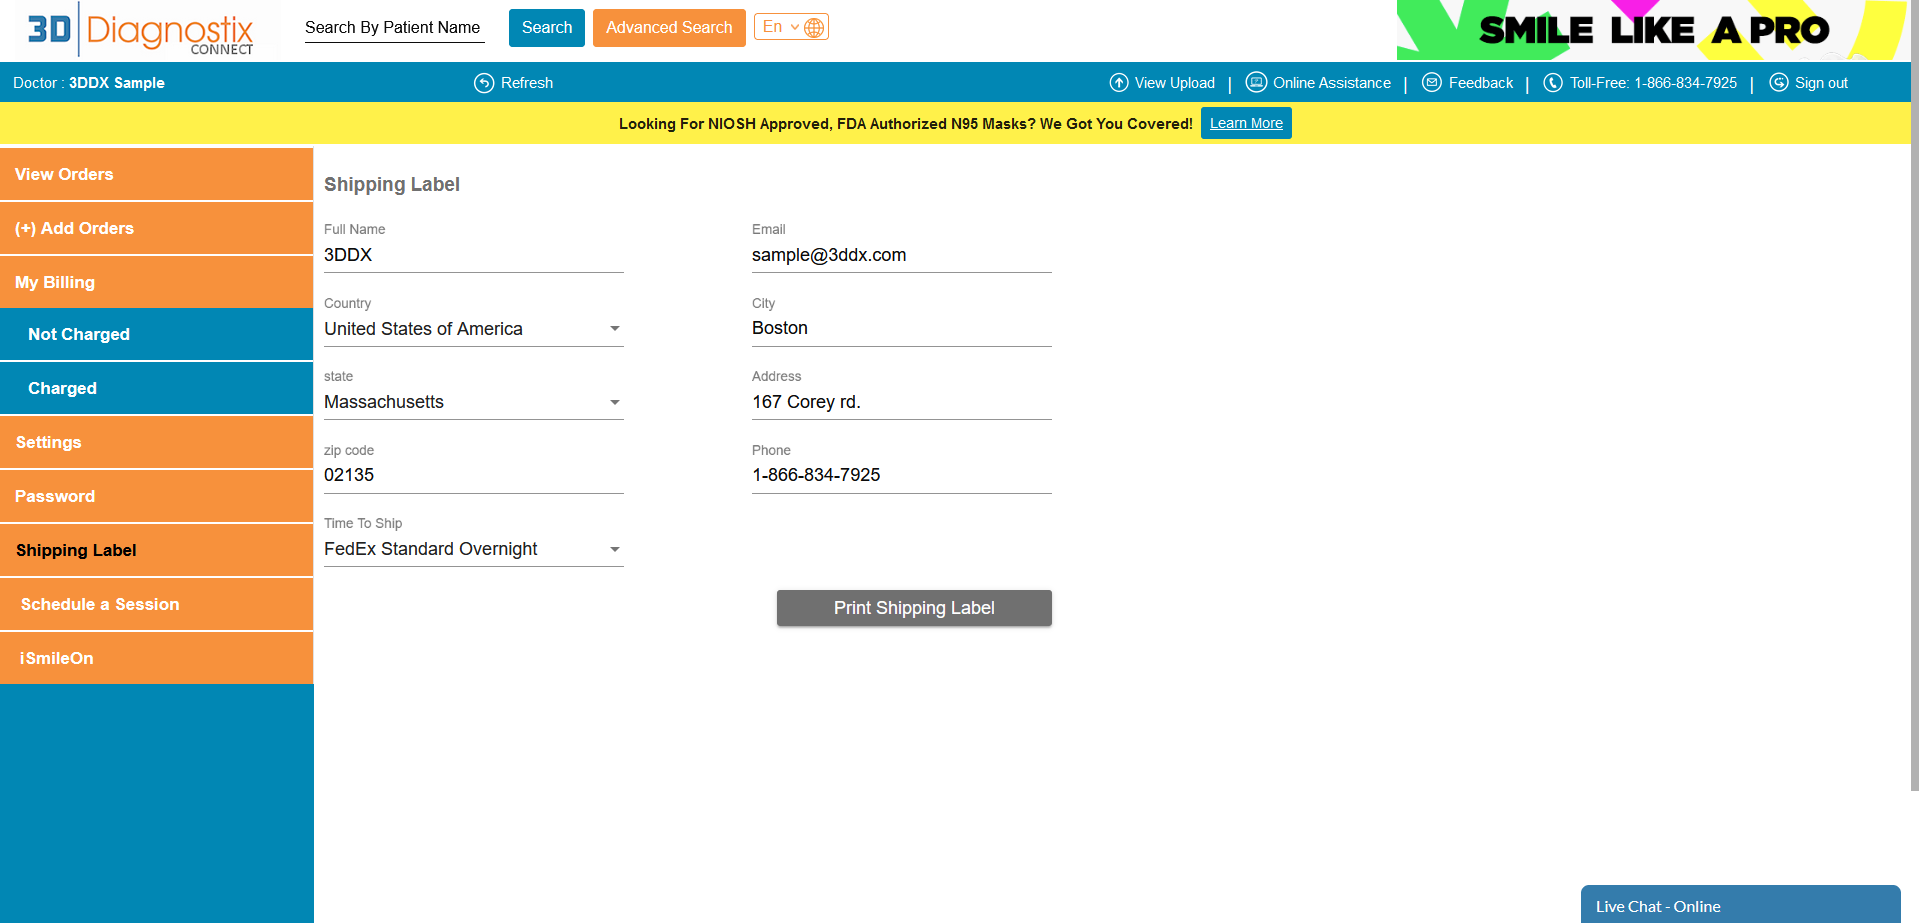 3D Diagnostix
CONNECT
Search By Patient Name
Search
Advanced Search
En
SMILE LIKE A PRO
Doctor : 3DDX Sample
Refresh
View Upload | Online Assistance | Feedback | Toll-Free: 1-866-834-7925 | Sign out
Looking For NIOSH Approved, FDA Authorized N95 Masks? We Got You Covered! Learn More
View Orders
(+) Add Orders
My Billing
Not Charged
Charged
Settings
Password
Shipping Label
Schedule a Session
iSmileOn
Shipping Label
Full Name
3DDX
Email
sample@3ddx.com
Country
United States of America
City
Boston
state
Massachusetts
Address
167 Corey rd.
zip code
02135
Phone
1-866-834-7925
Time To Ship
FedEx Standard Overnight
Print Shipping Label
Live Chat - Online